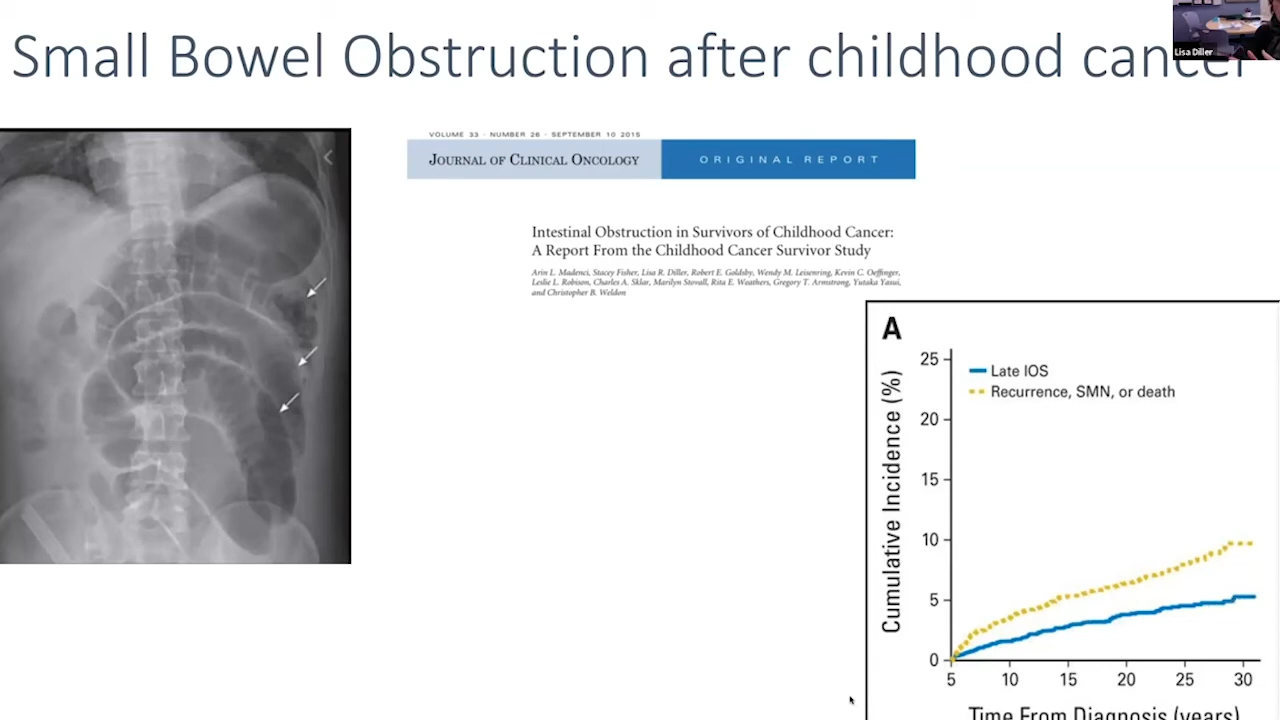 Small Bowel Obstruction after childhood cancer
Lisa Diller
VOLUME 33 · NUMBER 26 · SEPTEMBER 10 2015
JOURNAL OF CLINICAL ONCOLOGY
ORIGINAL REPORT
Intestinal Obstruction in Survivors of Childhood Cancer:
A Report From the Childhood Cancer Survivor Study
Arin L. Madenci, Stacey Fisher, Lisa R. Diller, Robert E. Goldsby, Wendy M. Leisenring, Kevin C. Oeffinger,
Leslie L. Robison, Charles A. Sklar, Marilyn Stovall, Rita E. Weathers, Gregory T. Armstrong, Yutaka Yasui,
and Christopher B. Weldon
A
Cumulative Incidence (%)
25
20
15
10
5
0
Late IOS
Recurrence, SMN, or death
5 10 15 20 25 30
Time From Diagnosis (years)